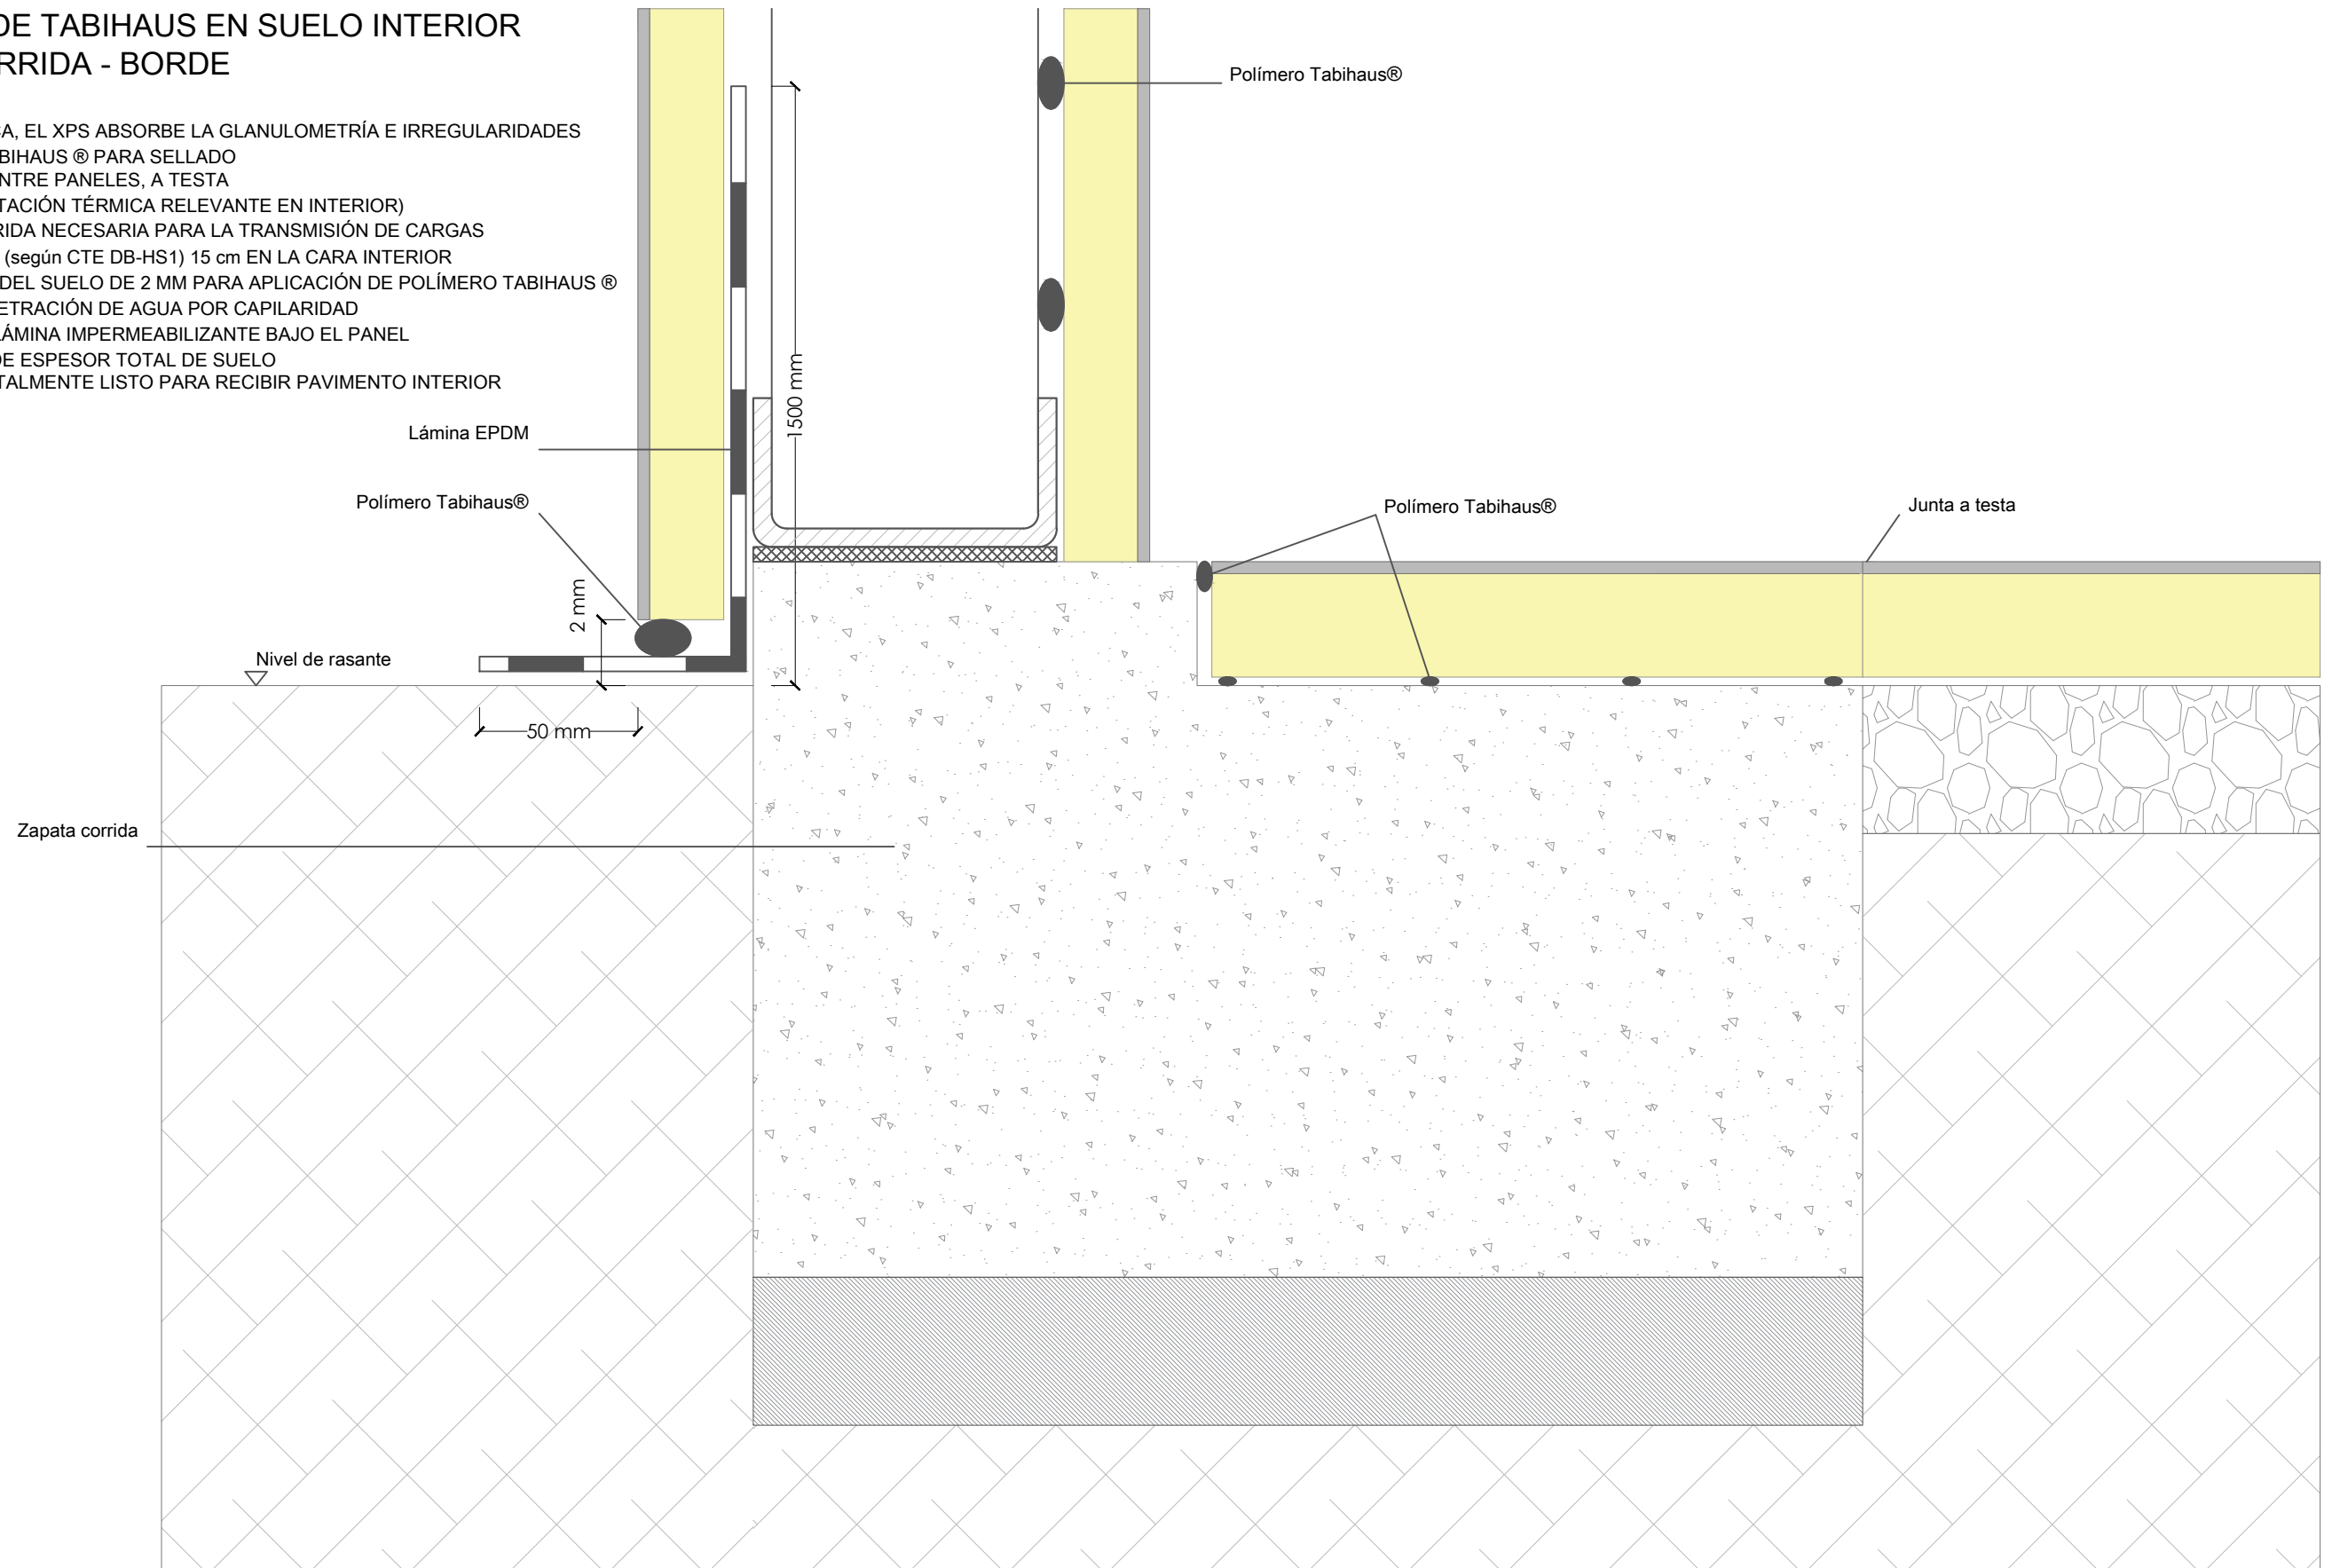 DE TABIHAUS EN SUELO INTERIOR
RRIDA - BORDE
CA, EL XPS ABSORBE LA GLANULOMETRÍA E IRREGULARIDADES
BIHAUS ® PARA SELLADO
NTRE PANELES, A TESTA
TACIÓN TÉRMICA RELEVANTE EN INTERIOR)
RIDA NECESARIA PARA LA TRANSMISIÓN DE CARGAS
(según CTE DB-HS1) 15 cm EN LA CARA INTERIOR
DEL SUELO DE 2 MM PARA APLICACIÓN DE POLÍMERO TABIHAUS ®
ETRACIÓN DE AGUA POR CAPILARIDAD
LÁMINA IMPERMEABILIZANTE BAJO EL PANEL
DE ESPESOR TOTAL DE SUELO
TALMENTE LISTO PARA RECIBIR PAVIMENTO INTERIOR
Polímero Tabihaus®
1500 mm
Lámina EPDM
Polímero Tabihaus®
Polímero Tabihaus®
Junta a testa
2 mm
Nivel de rasante
50 mm
Zapata corrida